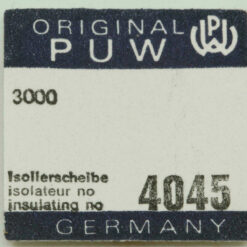 ORIGINAL
PUW
PUW
3000
Isolierscheibe
isolateur no
insulating no
4045
GERMANY